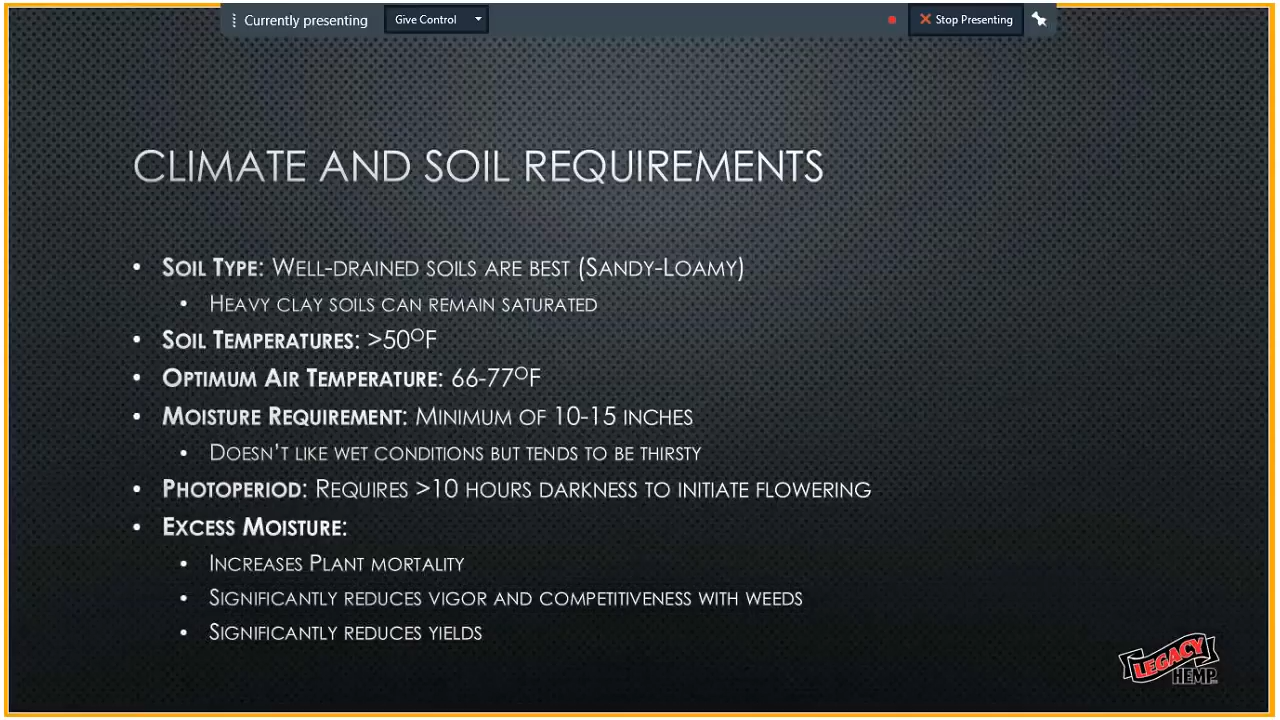 Currently presenting
Give Control
Stop Presenting
CLIMATE AND SOIL REQUIREMENTS
• SOIL TYPE: WELL-DRAINED SOILS ARE BEST (SANDY-LOAMY)
• HEAVY CLAY SOILS CAN REMAIN SATURATED
• SOIL TEMPERATURES: >50°F
• OPTIMUM AIR TEMPERATURE: 66-77°F
• MOISTURE REQUIREMENT: MINIMUM OF 10-15 INCHES
• DOESN'T LIKE WET CONDITIONS BUT TENDS TO BE THIRSTY
• PHOTOPERIOD: REQUIRES >10 HOURS DARKNESS TO INITIATE FLOWERING
• EXCESS MOISTURE:
• INCREASES PLANT MORTALITY
• SIGNIFICANTLY REDUCES VIGOR AND COMPETITIVENESS WITH WEEDS
• SIGNIFICANTLY REDUCES YIELDS
LEGACY
HEMP